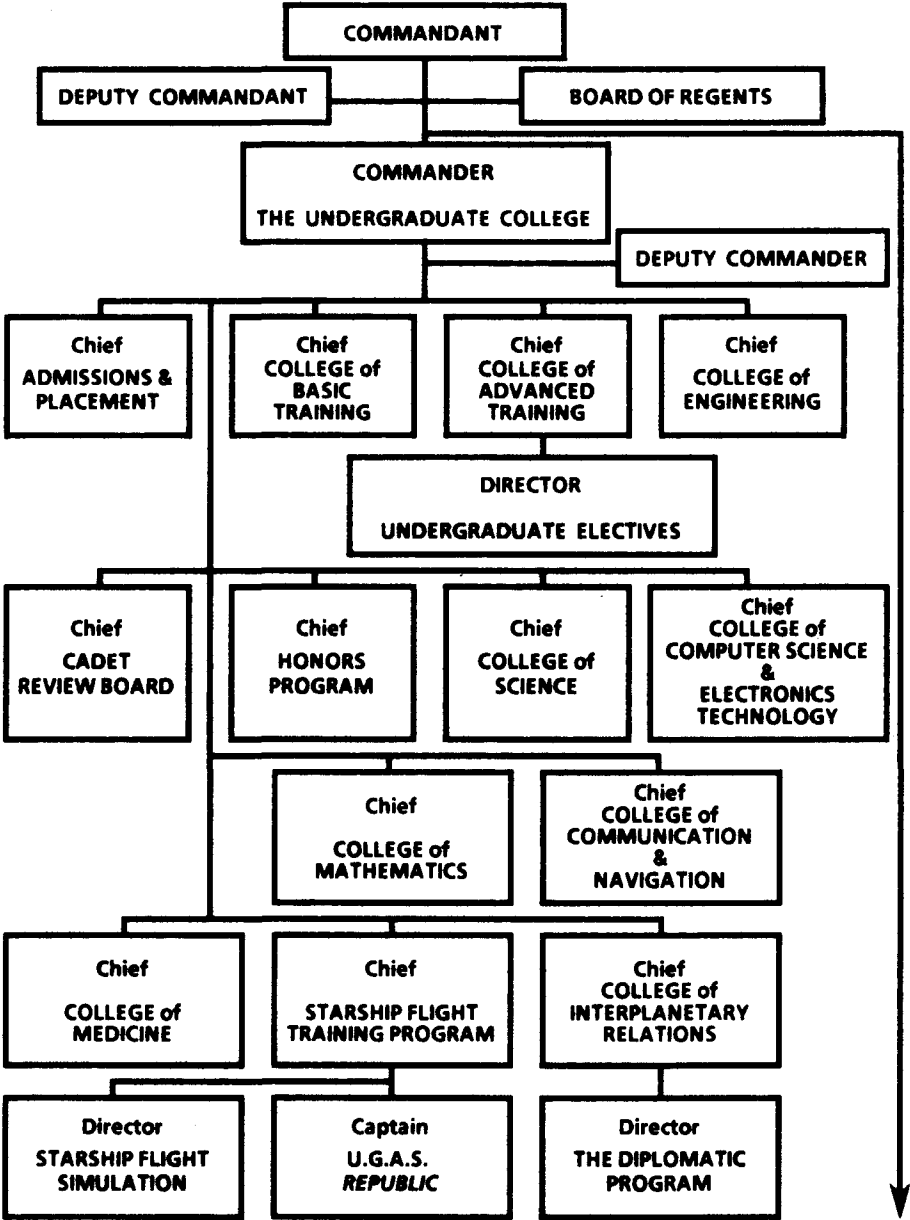 COMMANDANT
DEPUTY COMMANDANT
BOARD OF REGENTS
COMMANDER
THE UNDERGRADUATE COLLEGE
DEPUTY COMMANDER
Chief
ADMISSIONS &
PLACEMENT
Chief
COLLEGE of
BASIC
TRAINING
Chief
COLLEGE of
ADVANCED
TRAINING
Chief
COLLEGE of
ENGINEERING
DIRECTOR
UNDERGRADUATE ELECTIVES
Chief
CADET
REVIEW BOARD
Chief
HONORS
PROGRAM
Chief
COLLEGE of
SCIENCE
Chief
COLLEGE of
COMPUTER SCIENCE
&
ELECTRONICS
TECHNOLOGY
Chief
COLLEGE of
MATHEMATICS
Chief
COLLEGE of
COMMUNICATION
&
NAVIGATION
Chief
COLLEGE of
MEDICINE
Chief
STARSHIP FLIGHT
TRAINING PROGRAM
Chief
COLLEGE of
INTERPLANETARY
RELATIONS
Director
STARSHIP FLIGHT
SIMULATION
Captain
U.G.A.S.
REPUBLIC
Director
THE DIPLOMATIC
PROGRAM